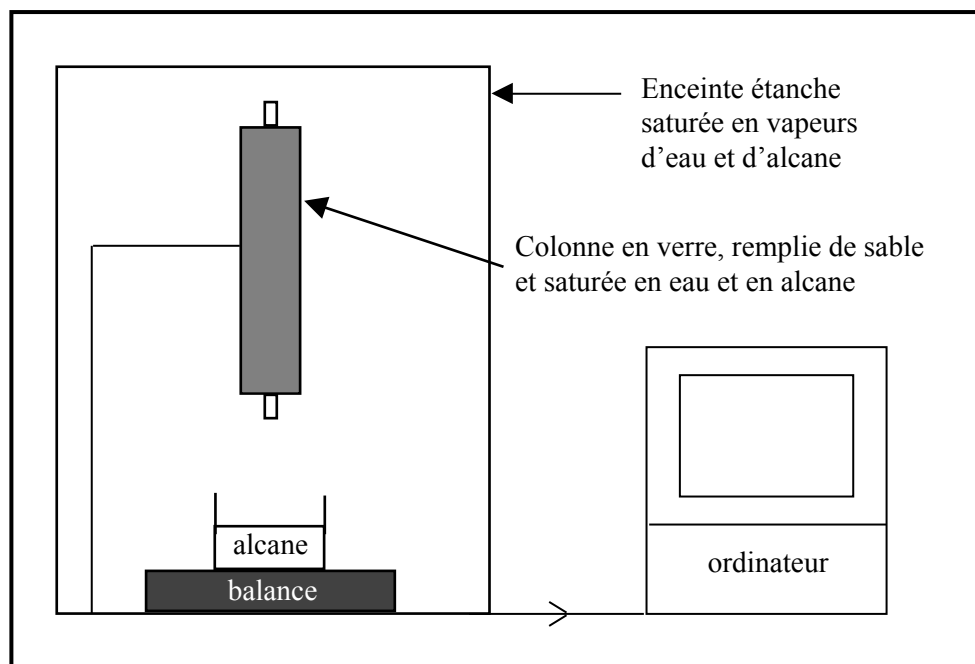 Enceinte étanche
saturée en vapeurs
d’eau et d’alcane
Colonne en verre, remplie de sable
et saturée en eau et en alcane
alcane
balance
ordinateur